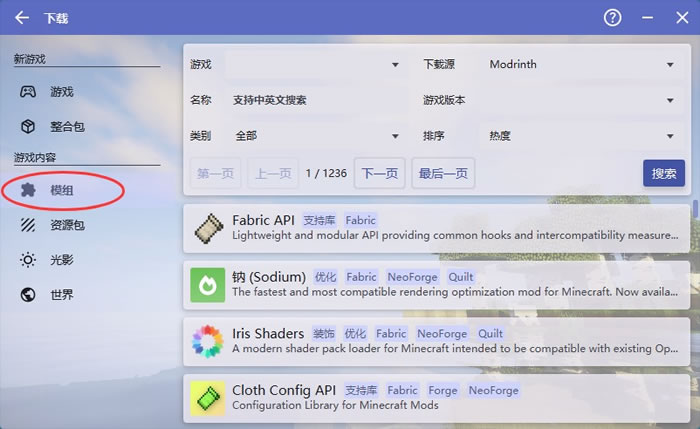 下载
新游戏
游戏
整合包
游戏内容
模组
资源包
光影
世界
游戏 下载源 Modrinth
名称 支持中英文搜索 游戏版本
类别 全部 排序 热度
第一页 上一页 1 / 1236 下一页 最后一页 搜索
Fabric API 支持库 Fabric
Lightweight and modular API providing common hooks and intercompatibility measure...
钠 (Sodium) 优化 Fabric NeoForge Quilt
The fastest and most compatible rendering optimization mod for Minecraft. Now availa...
Iris Shaders 装饰 优化 Fabric NeoForge Quilt
A modern shader pack loader for Minecraft intended to be compatible with existing Op...
Cloth Config API 支持库 Fabric Forge NeoForge
Configuration Library for Minecraft Mods